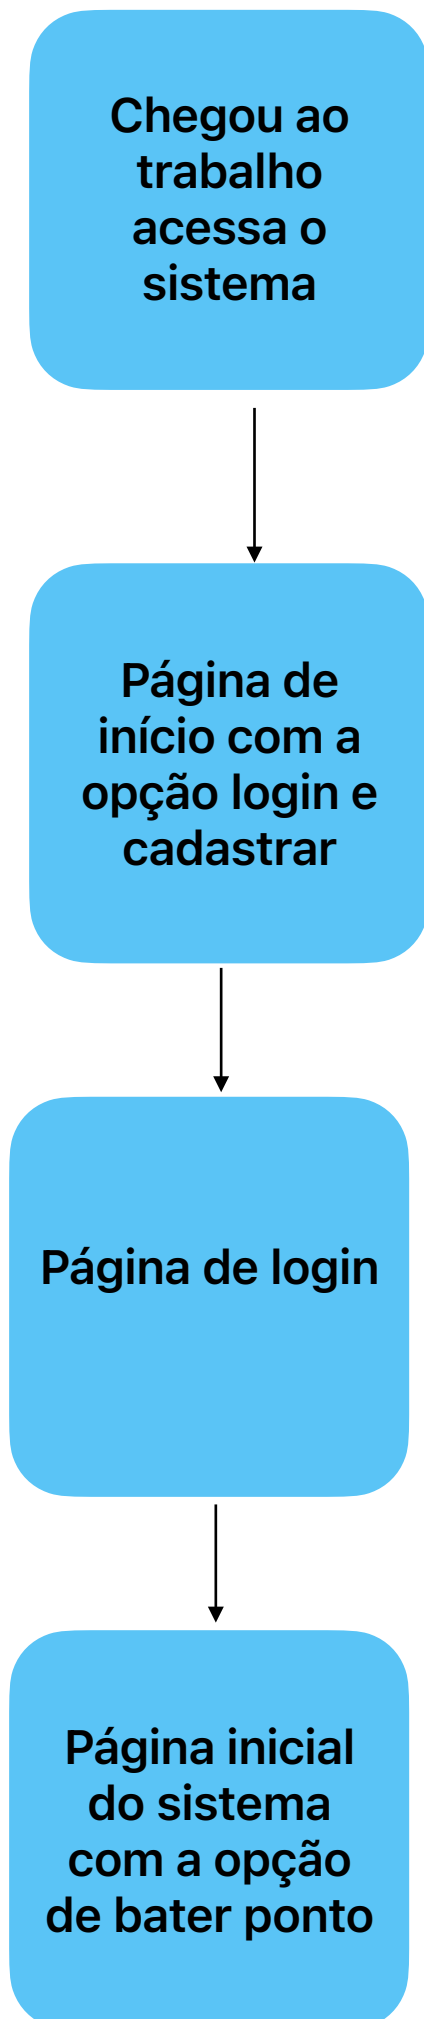 Chegou ao
trabalho
acessa o
sistema
Página de
início com a
opção login e
cadastrar
Página de login
Página inicial
do sistema
com a opção
de bater ponto